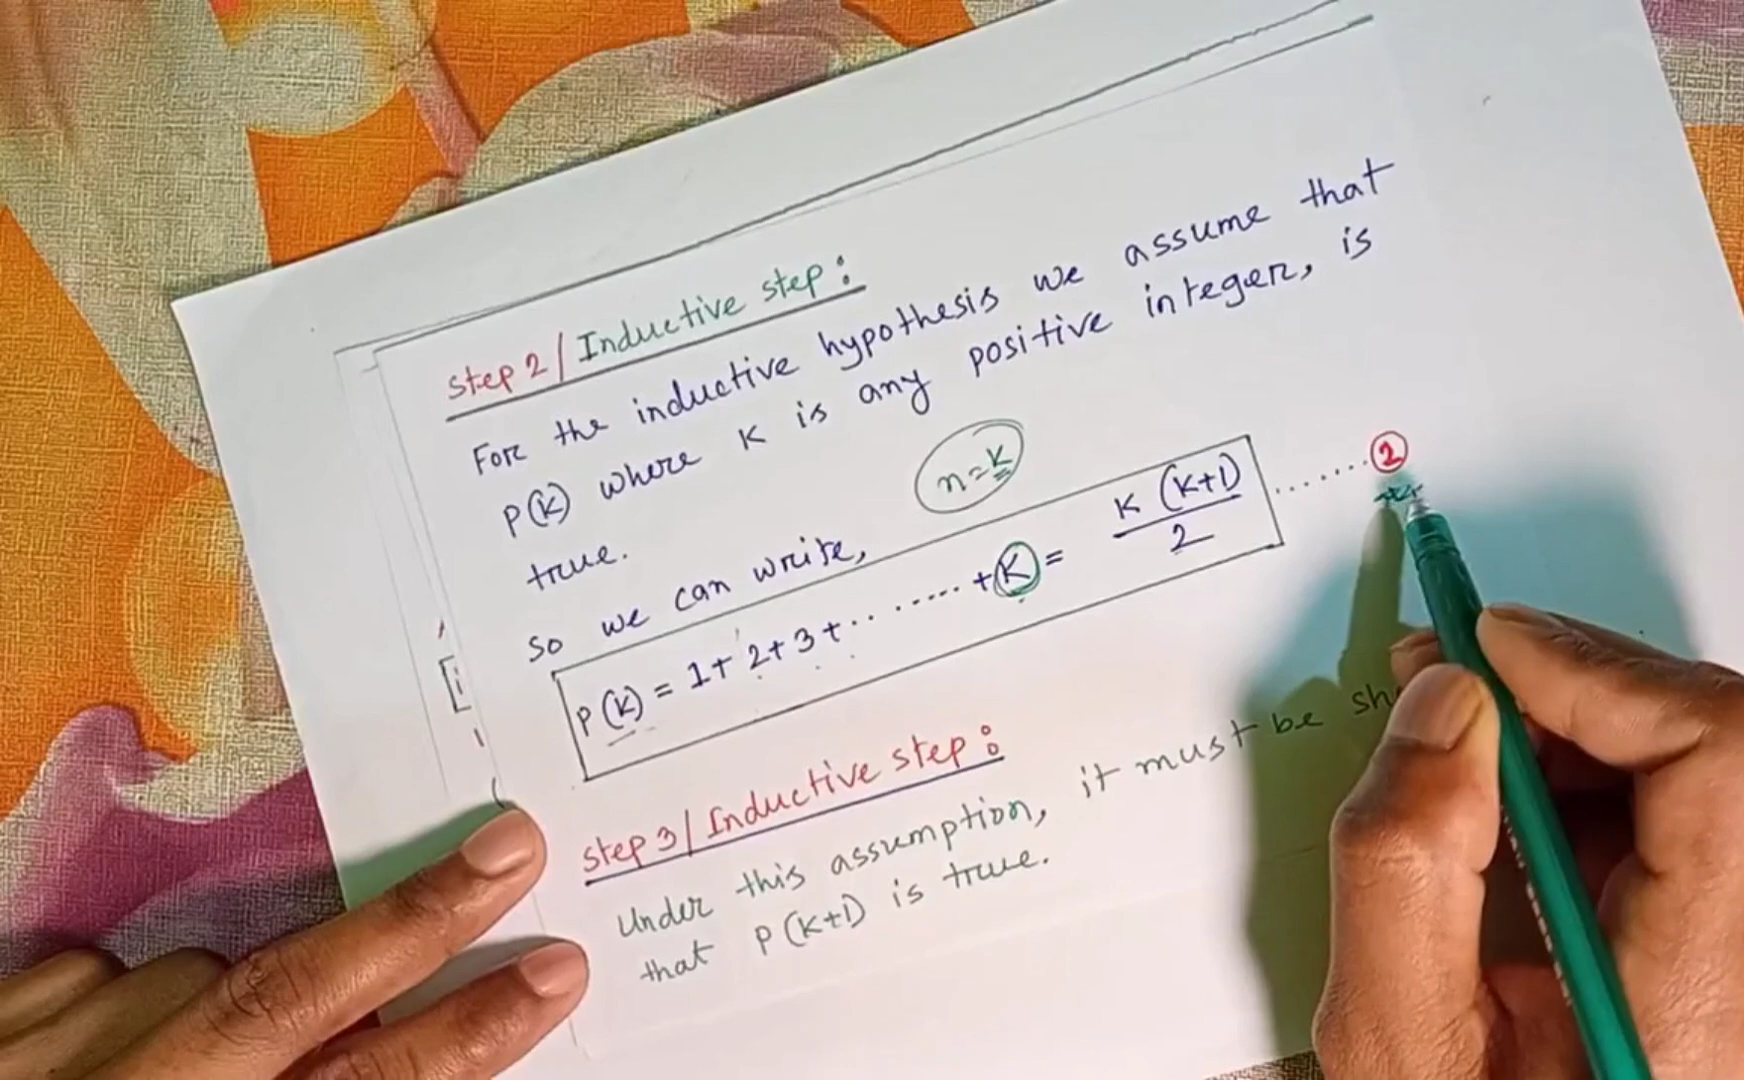 Step 2 / Inductive step:
For the inductive hypothesis we assume that
P(K) where K is any positive integer, is
true.
So we can write,
n=k
P(K) = 1+2+3+.........+K = K(K+1)/2 ....... 2
Step 3 / Inductive step:
Under this assumption, it must be
that P(K+1) is true.